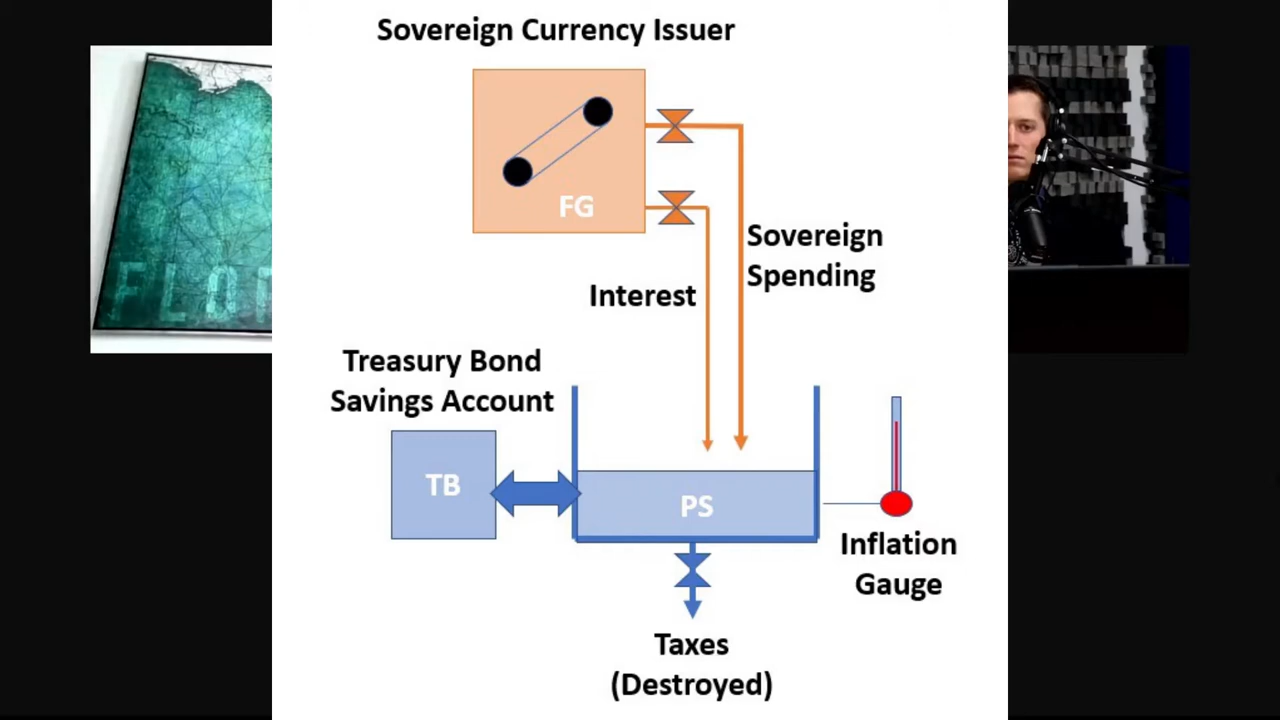 Sovereign Currency Issuer
FG
Sovereign
Spending
Interest
Treasury Bond
Savings Account
TB
PS
Inflation
Gauge
Taxes
(Destroyed)